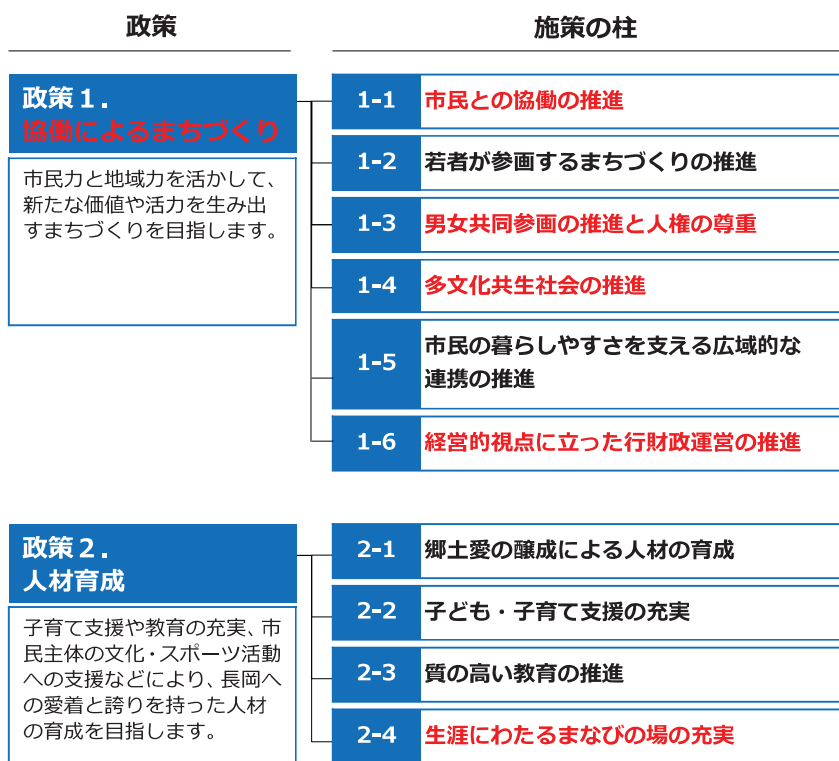 政策
施策の柱
政策1.
協働によるまちづくり
市民力と地域力を活かして、
新たな価値や活力を生み出
すまちづくりを目指します。
1-1 市民との協働の推進
1-2 若者が参画するまちづくりの推進
1-3 男女共同参画の推進と人権の尊重
1-4 多文化共生社会の推進
1-5 市民の暮らしやすさを支える広域的な
連携の推進
1-6 経営的視点に立った行財政運営の推進
政策2.
人材育成
子育て支援や教育の充実、市
民主体の文化・スポーツ活動
への支援などにより、長岡へ
の愛着と誇りを持った人材
の育成を目指します。
2-1 郷土愛の醸成による人材の育成
2-2 子ども・子育て支援の充実
2-3 質の高い教育の推進
2-4 生涯にわたるまなびの場の充実